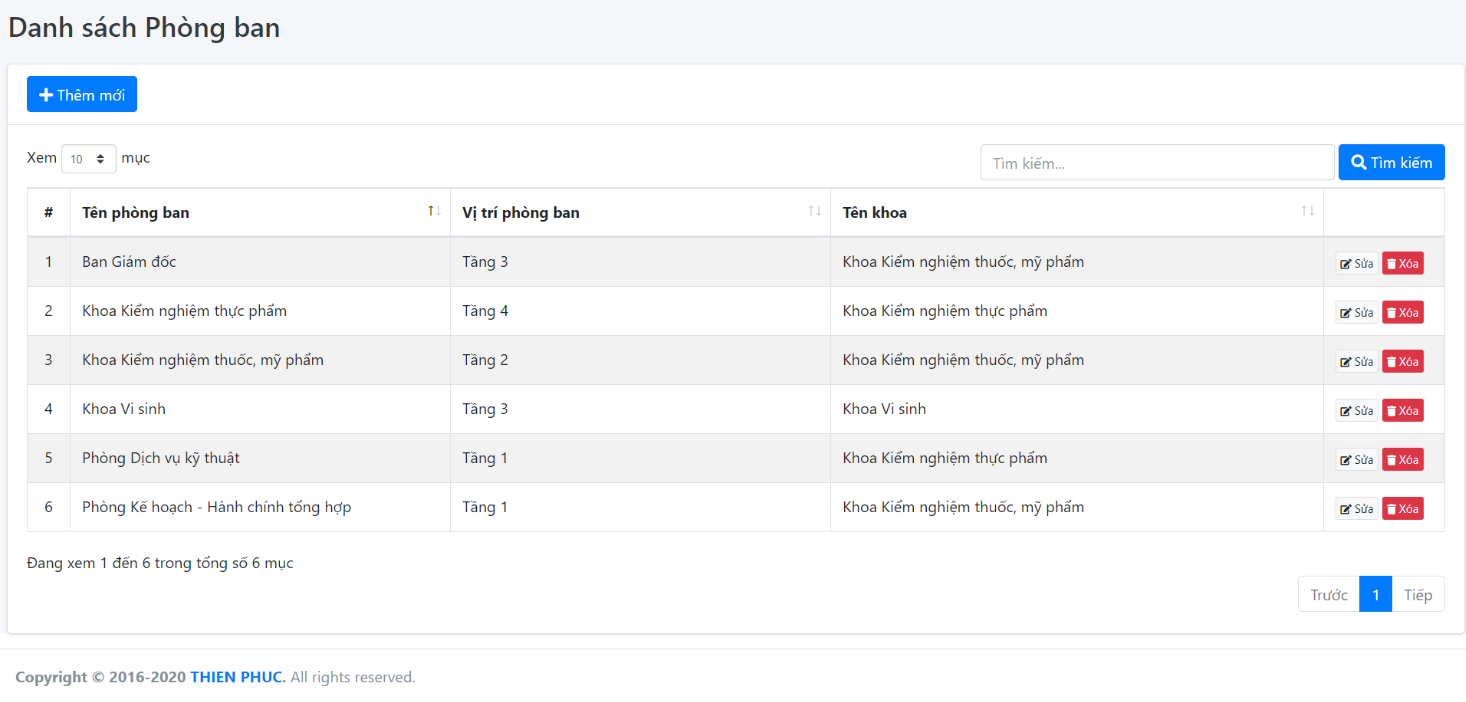 Danh sách Phòng ban
Thêm mới
Xem 10 mục
Tìm kiếm... Tìm kiếm
# Tên phòng ban Vị trí phòng ban Tên khoa
1 Ban Giám đốc Tầng 3 Khoa Kiểm nghiệm thuốc, mỹ phẩm Sửa Xóa
2 Khoa Kiểm nghiệm thực phẩm Tầng 4 Khoa Kiểm nghiệm thực phẩm Sửa Xóa
3 Khoa Kiểm nghiệm thuốc, mỹ phẩm Tầng 2 Khoa Kiểm nghiệm thuốc, mỹ phẩm Sửa Xóa
4 Khoa Vi sinh Tầng 3 Khoa Vi sinh Sửa Xóa
5 Phòng Dịch vụ kỹ thuật Tầng 1 Khoa Kiểm nghiệm thực phẩm Sửa Xóa
6 Phòng Kế hoạch - Hành chính tổng hợp Tầng 1 Khoa Kiểm nghiệm thuốc, mỹ phẩm Sửa Xóa
Đang xem 1 đến 6 trong tổng số 6 mục
Trước 1 Tiếp
Copyright © 2016-2020 THIEN PHUC. All rights reserved.